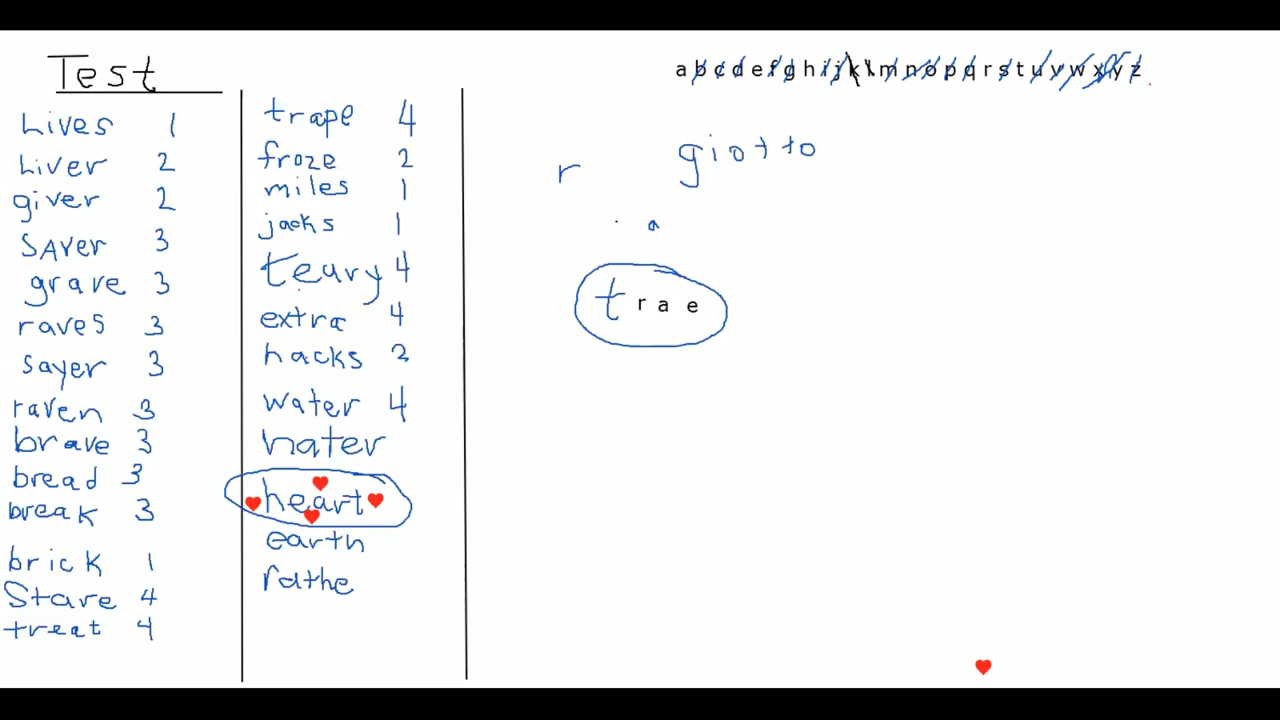 Test
Lives 1
Liver 2
giver 2
SAver 3
grave 3
raves 3
sayer 3
raven 3
brave 3
bread 3
break 3
brick 1
Stare 4
treat 4
trape 4
froze 2
miles 1
jacks 1
teary 4
extra 4
hacks 2
water 4
hater
heart
earth
rathe
a b c d e f g h i j k l m n o p q r s t u v w x y z
giotto
r
a
t r a e